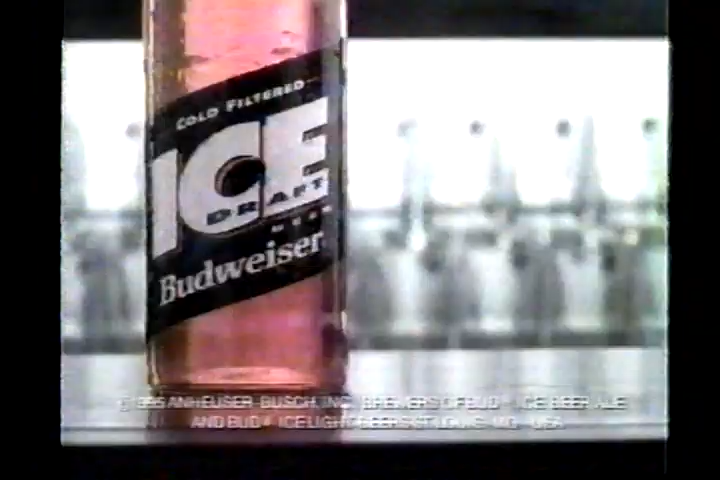 COLD FILTERED
ICE
DRAFT
BEER
Budweiser
ANHEUSER-BUSCH, INC. BREWERS OF BUD ICE BEER, ALE
AND BUD ICE LIGHT BEERS ST. LOUIS, MO. USA